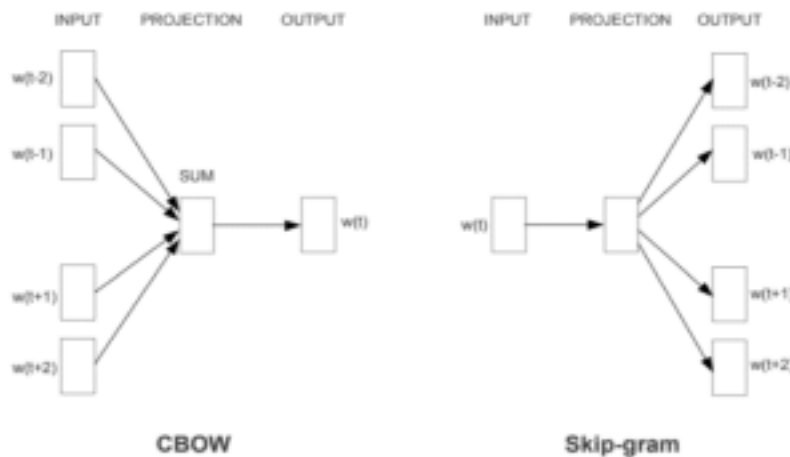 INPUT PROJECTION OUTPUT
w(t-2)
w(t-1)
SUM
w(t)
w(t+1)
w(t+2)
CBOW
INPUT PROJECTION OUTPUT
w(t-2)
w(t-1)
w(t)
w(t+1)
w(t+2)
Skip-gram